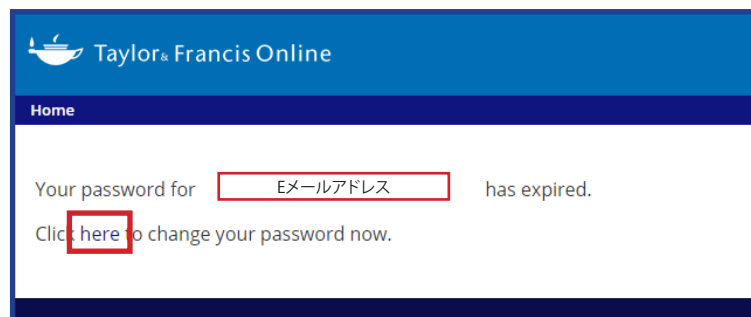 Taylor & Francis Online
Home
Your password for Eメールアドレス has expired.
Click here to change your password now.